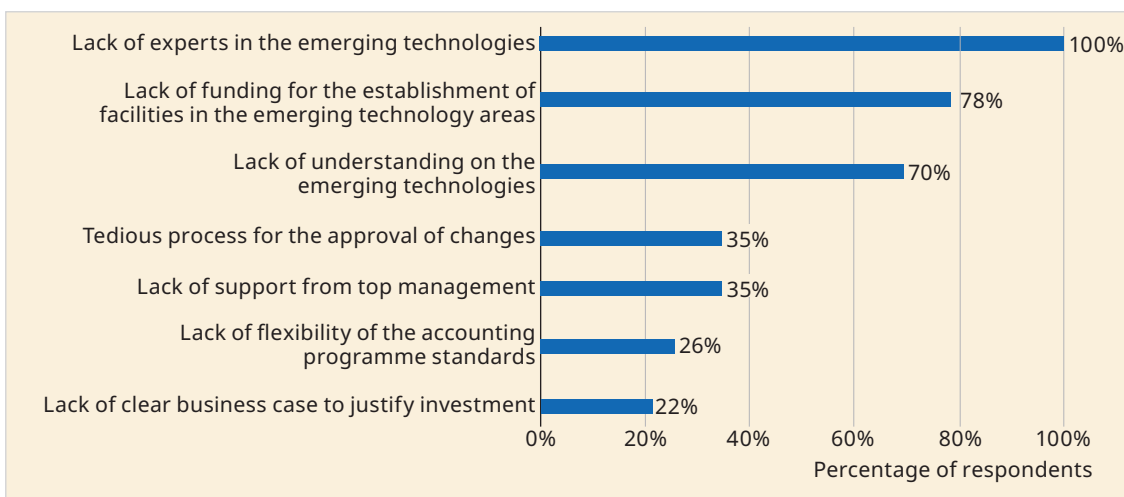 Lack of experts in the emerging technologies
100%
Lack of funding for the establishment of
facilities in the emerging technology areas
78%
Lack of understanding on the
emerging technologies
70%
Tedious process for the approval of changes
35%
Lack of support from top management
35%
Lack of flexibility of the accounting
programme standards
26%
Lack of clear business case to justify investment
22%
0% 20% 40% 60% 80% 100%
Percentage of respondents